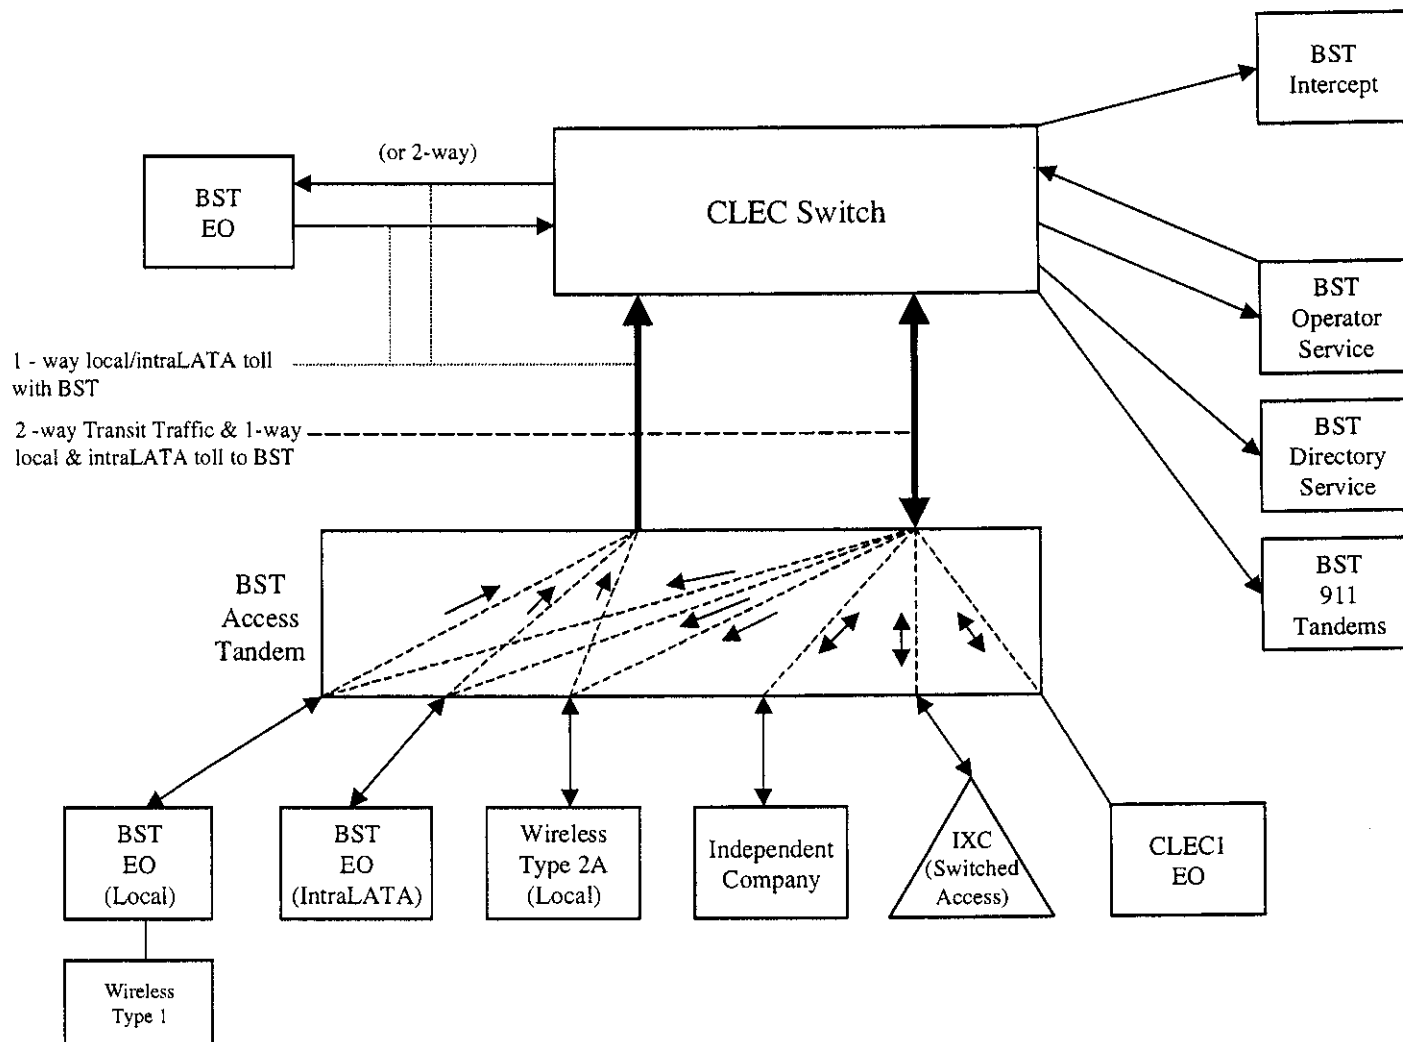 BST
Intercept
(or 2-way)
BST
EO
CLEC Switch
BST
Operator
Service
1 - way local/intraLATA toll
with BST
BST
Directory
Service
2 -way Transit Traffic & 1-way
local & intraLATA toll to BST
BST
911
Tandems
BST
Access
Tandem
BST
EO
(Local)
BST
EO
(IntraLATA)
Wireless
Type 2A
(Local)
Independent
Company
IXC
(Switched
Access)
CLEC1
EO
Wireless
Type 1